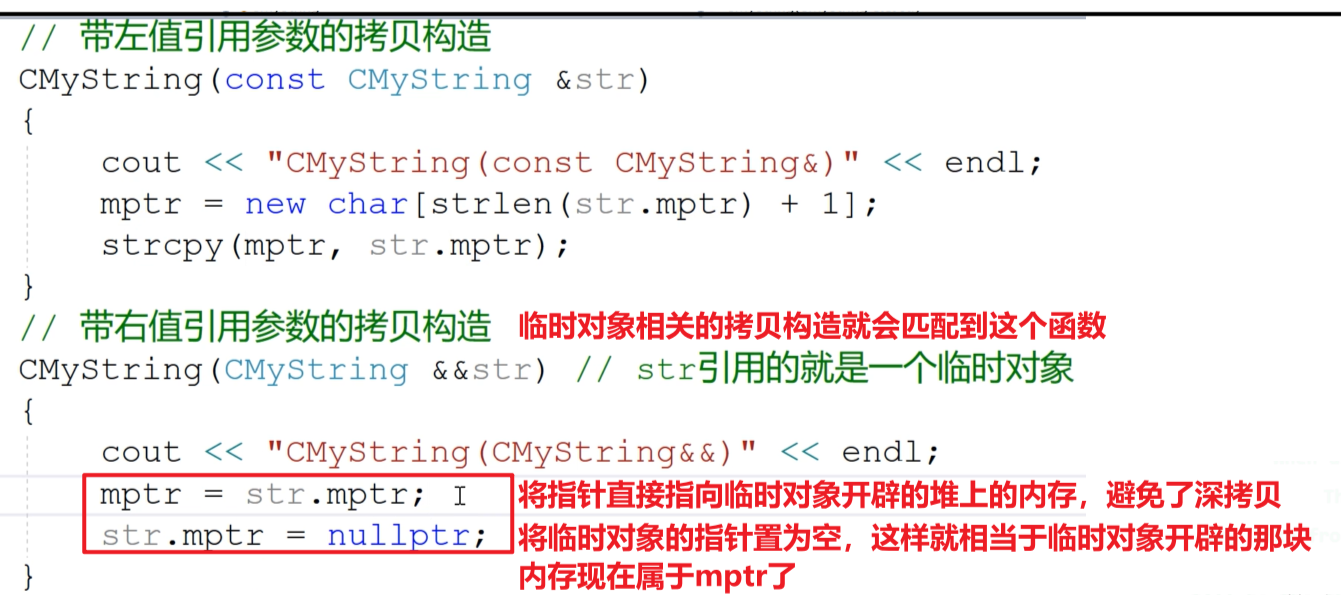 // 带左值引用参数的拷贝构造
CMyString(const CMyString &str)
{
cout << "CMyString(const CMyString&)" << endl;
mptr = new char[strlen(str.mptr) + 1];
strcpy(mptr, str.mptr);
}
// 带右值引用参数的拷贝构造 临时对象相关的拷贝构造就会匹配到这个函数
CMyString(CMyString &&str) // str引用的就是一个临时对象
{
cout << "CMyString(CMyString&&)" << endl;
mptr = str.mptr; 将指针直接指向临时对象开辟的堆上的内存，避免了深拷贝
str.mptr = nullptr; 将临时对象的指针置为空，这样就相当于临时对象开辟的那块
内存现在属于mptr了
}